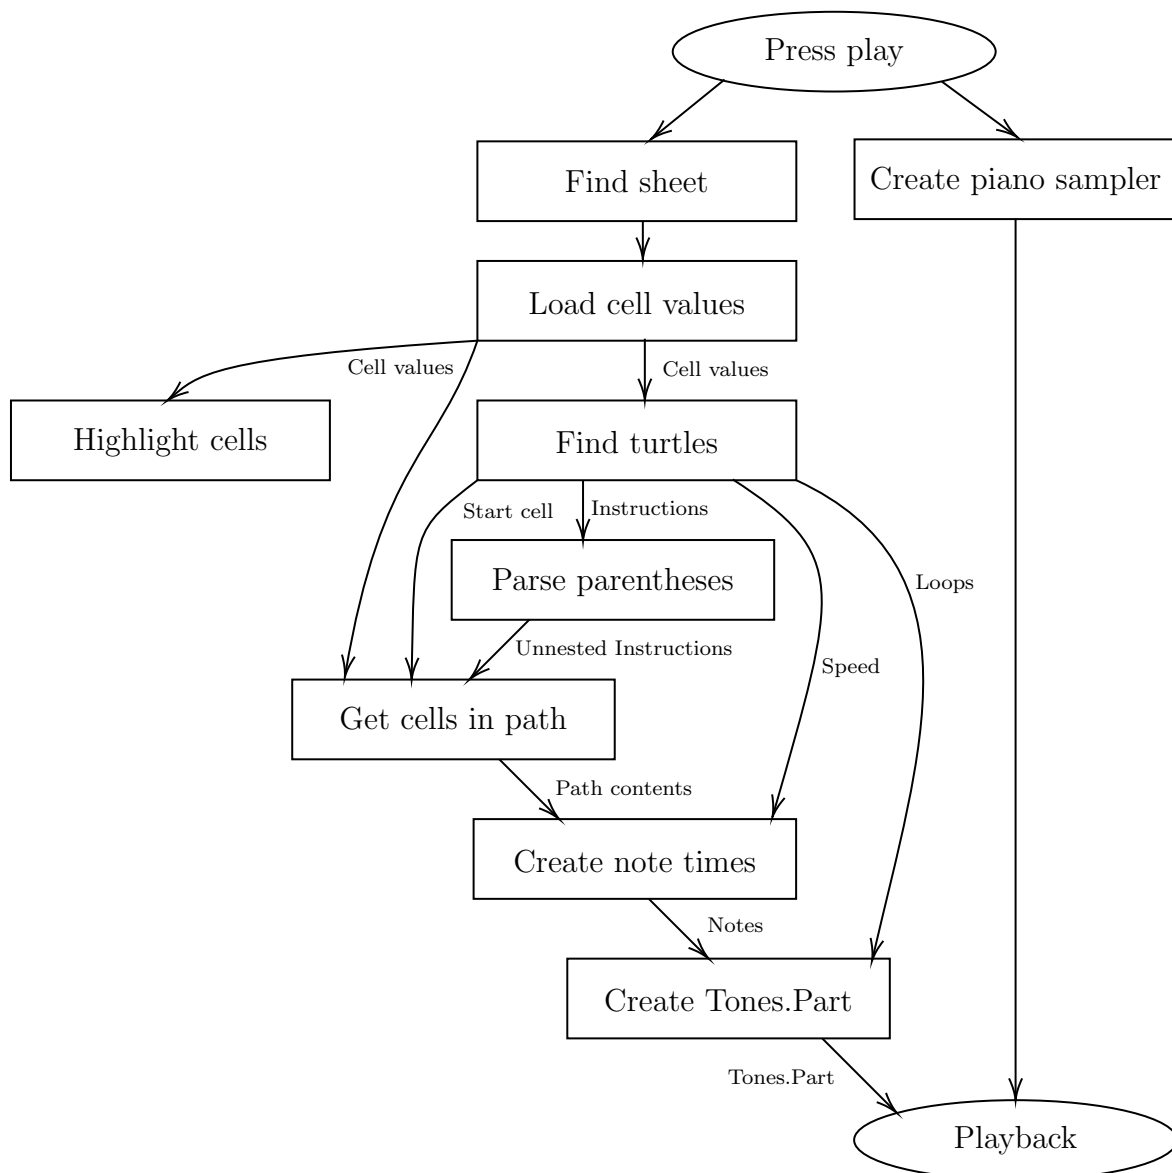 Press play
Find sheet
Create piano sampler
Load cell values
Cell values
Cell values
Highlight cells
Find turtles
Start cell
Instructions
Parse parentheses
Loops
Unnested Instructions
Speed
Get cells in path
Path contents
Create note times
Notes
Create Tones.Part
Tones.Part
Playback